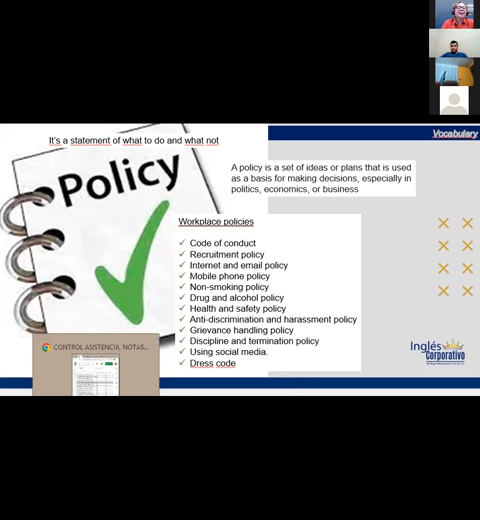 It's a statement of what to do and what not
Vocabulary
Policy
A policy is a set of ideas or plans that is used
as a basis for making decisions, especially in
politics, economics, or business
Workplace policies
Code of conduct
Recruitment policy
Internet and email policy
Mobile phone policy
Non-smoking policy
Drug and alcohol policy
Health and safety policy
Anti-discrimination and harassment policy
Grievance handling policy
Discipline and termination policy
Using social media.
Dress code
CONTROL ASISTENCIA, NOTAS...
Inglés
Corporativo